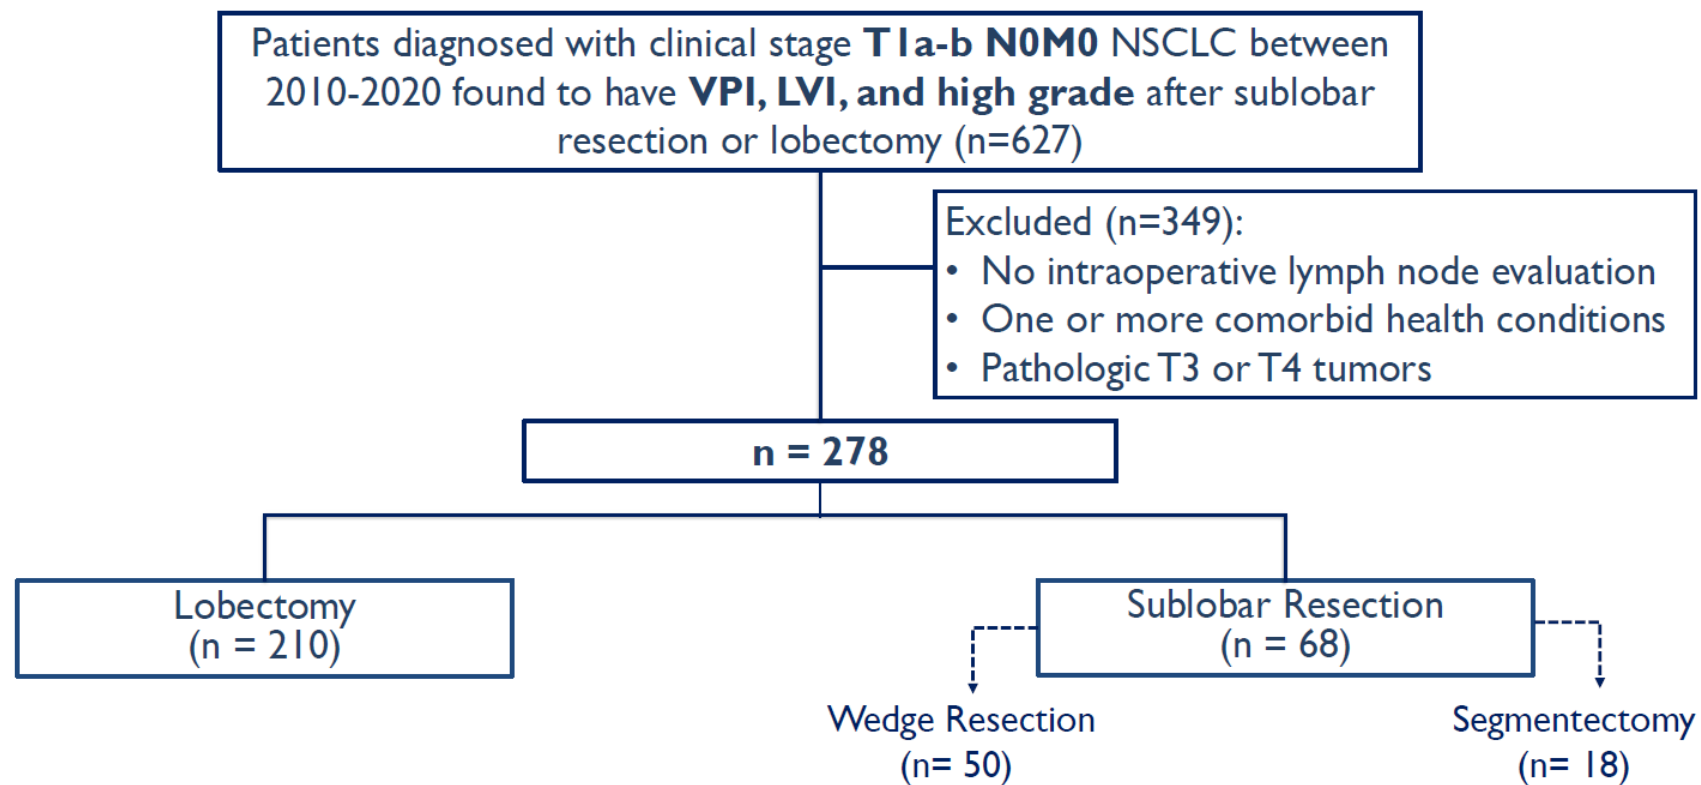 Patients diagnosed with clinical stage T1a-b N0M0 NSCLC between
2010-2020 found to have VPI, LVI, and high grade after sublobar
resection or lobectomy (n=627)
Excluded (n=349):
• No intraoperative lymph node evaluation
• One or more comorbid health conditions
• Pathologic T3 or T4 tumors
n = 278
Lobectomy
(n = 210)
Sublobar Resection
(n = 68)
Wedge Resection
(n= 50)
Segmentectomy
(n= 18)